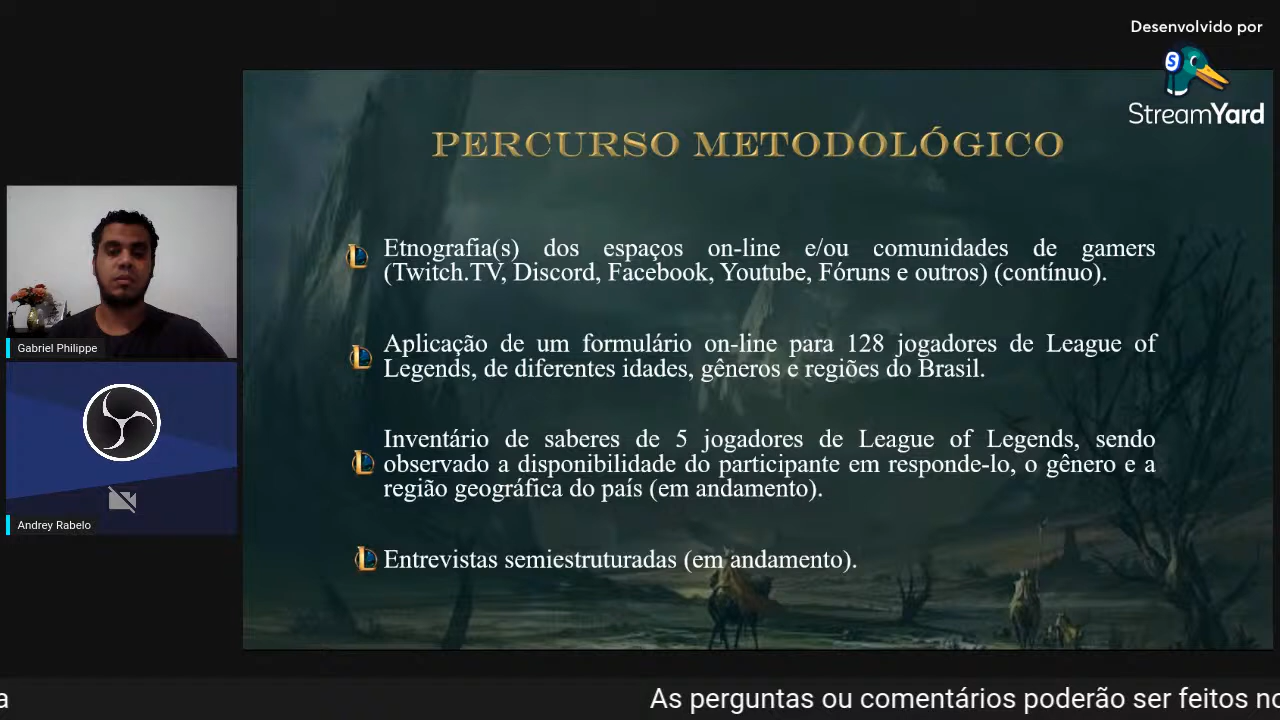 Desenvolvido por
StreamYard
PERCURSO METODOLÓGICO
Etnografia(s) dos espaços on-line e/ou comunidades de gamers
(Twitch.TV, Discord, Facebook, Youtube, Fóruns e outros) (contínuo).
Aplicação de um formulário on-line para 128 jogadores de League of
Legends, de diferentes idades, gêneros e regiões do Brasil.
Inventário de saberes de 5 jogadores de League of Legends, sendo
observado a disponibilidade do participante em responde-lo, o gênero e a
região geográfica do país (em andamento).
Entrevistas semiestruturadas (em andamento).
Gabriel Philippe
Andrey Rabelo
a
As perguntas ou comentários poderão ser feitos no